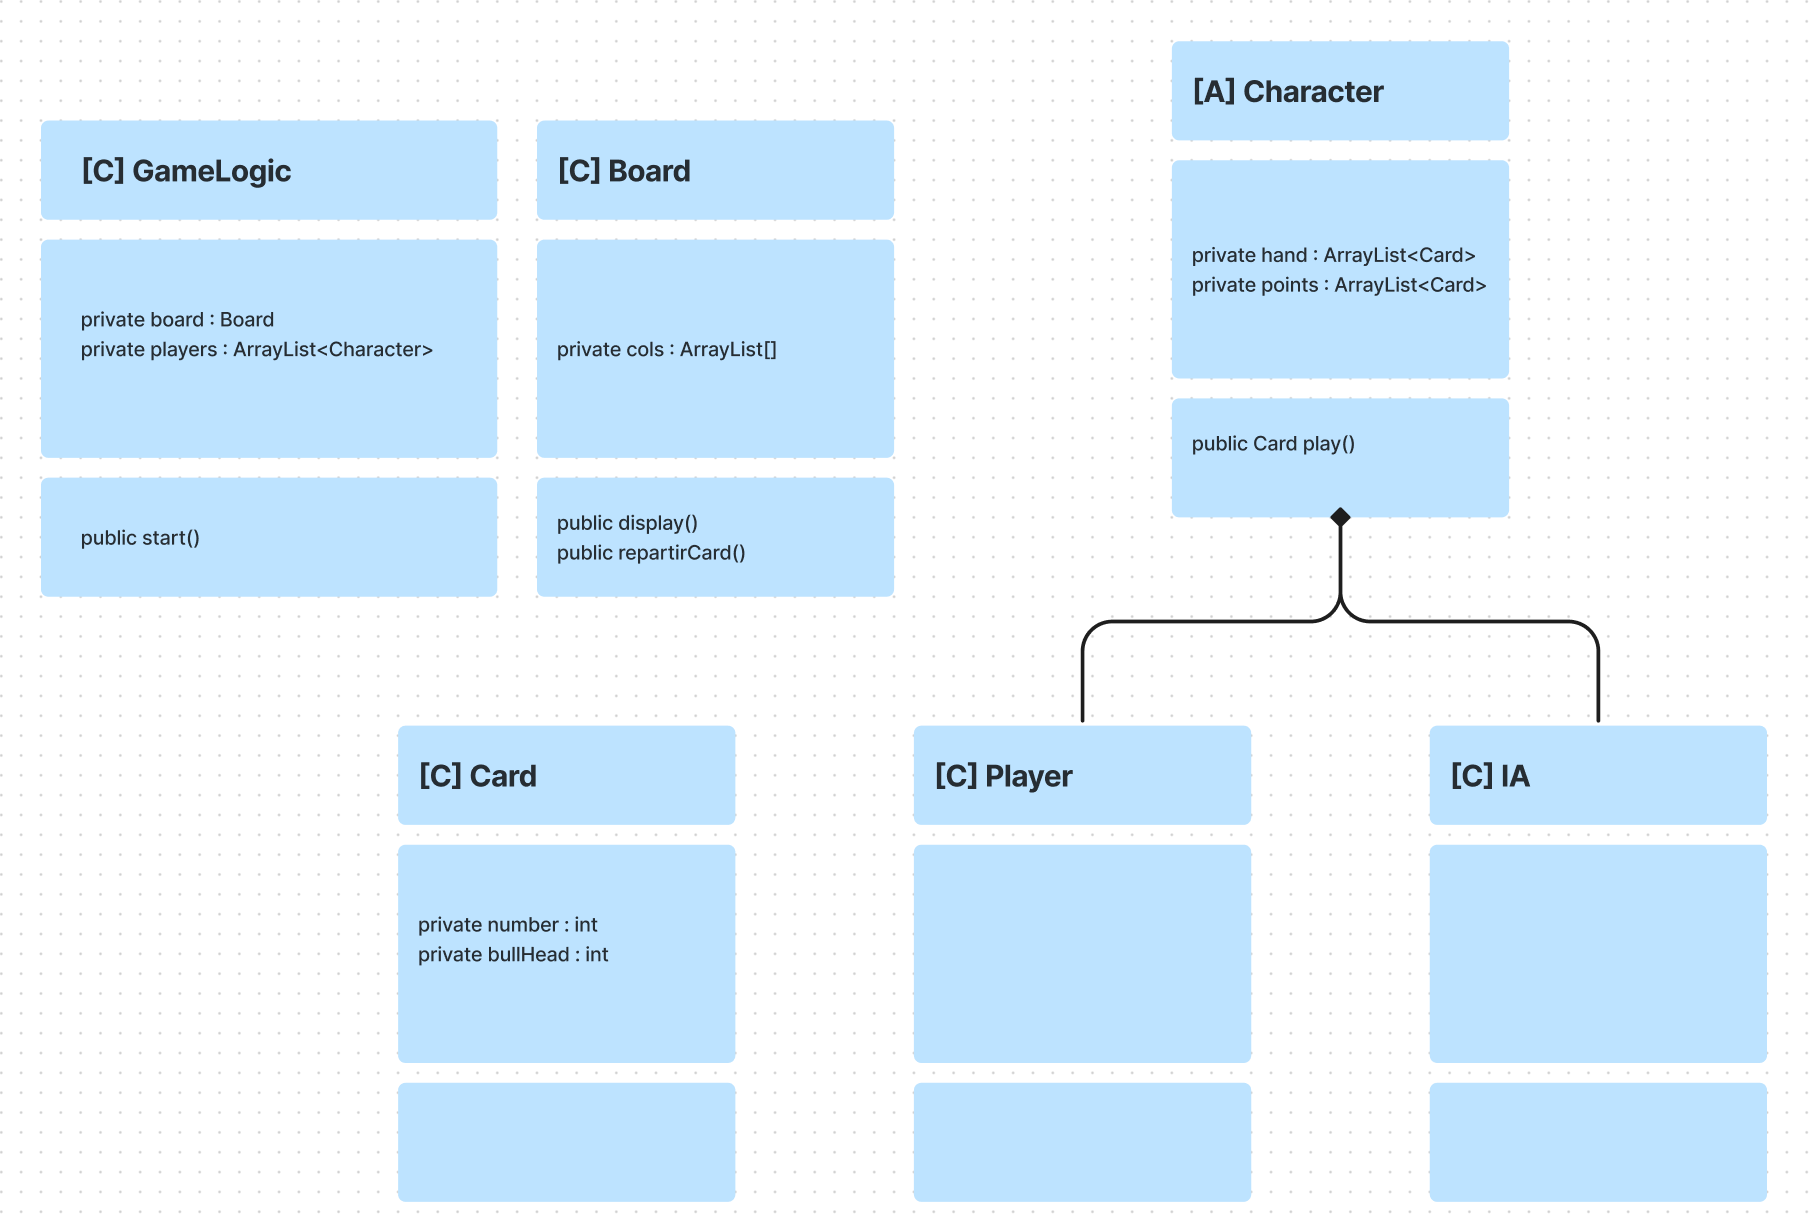 [C] GameLogic
private board : Board
private players : ArrayList<Character>
public start()
[C] Board
private cols : ArrayList[]
public display()
public repartirCard()
[A] Character
private hand : ArrayList<Card>
private points : ArrayList<Card>
public Card play()
[C] Card
private number : int
private bullHead : int
[C] Player
[C] IA